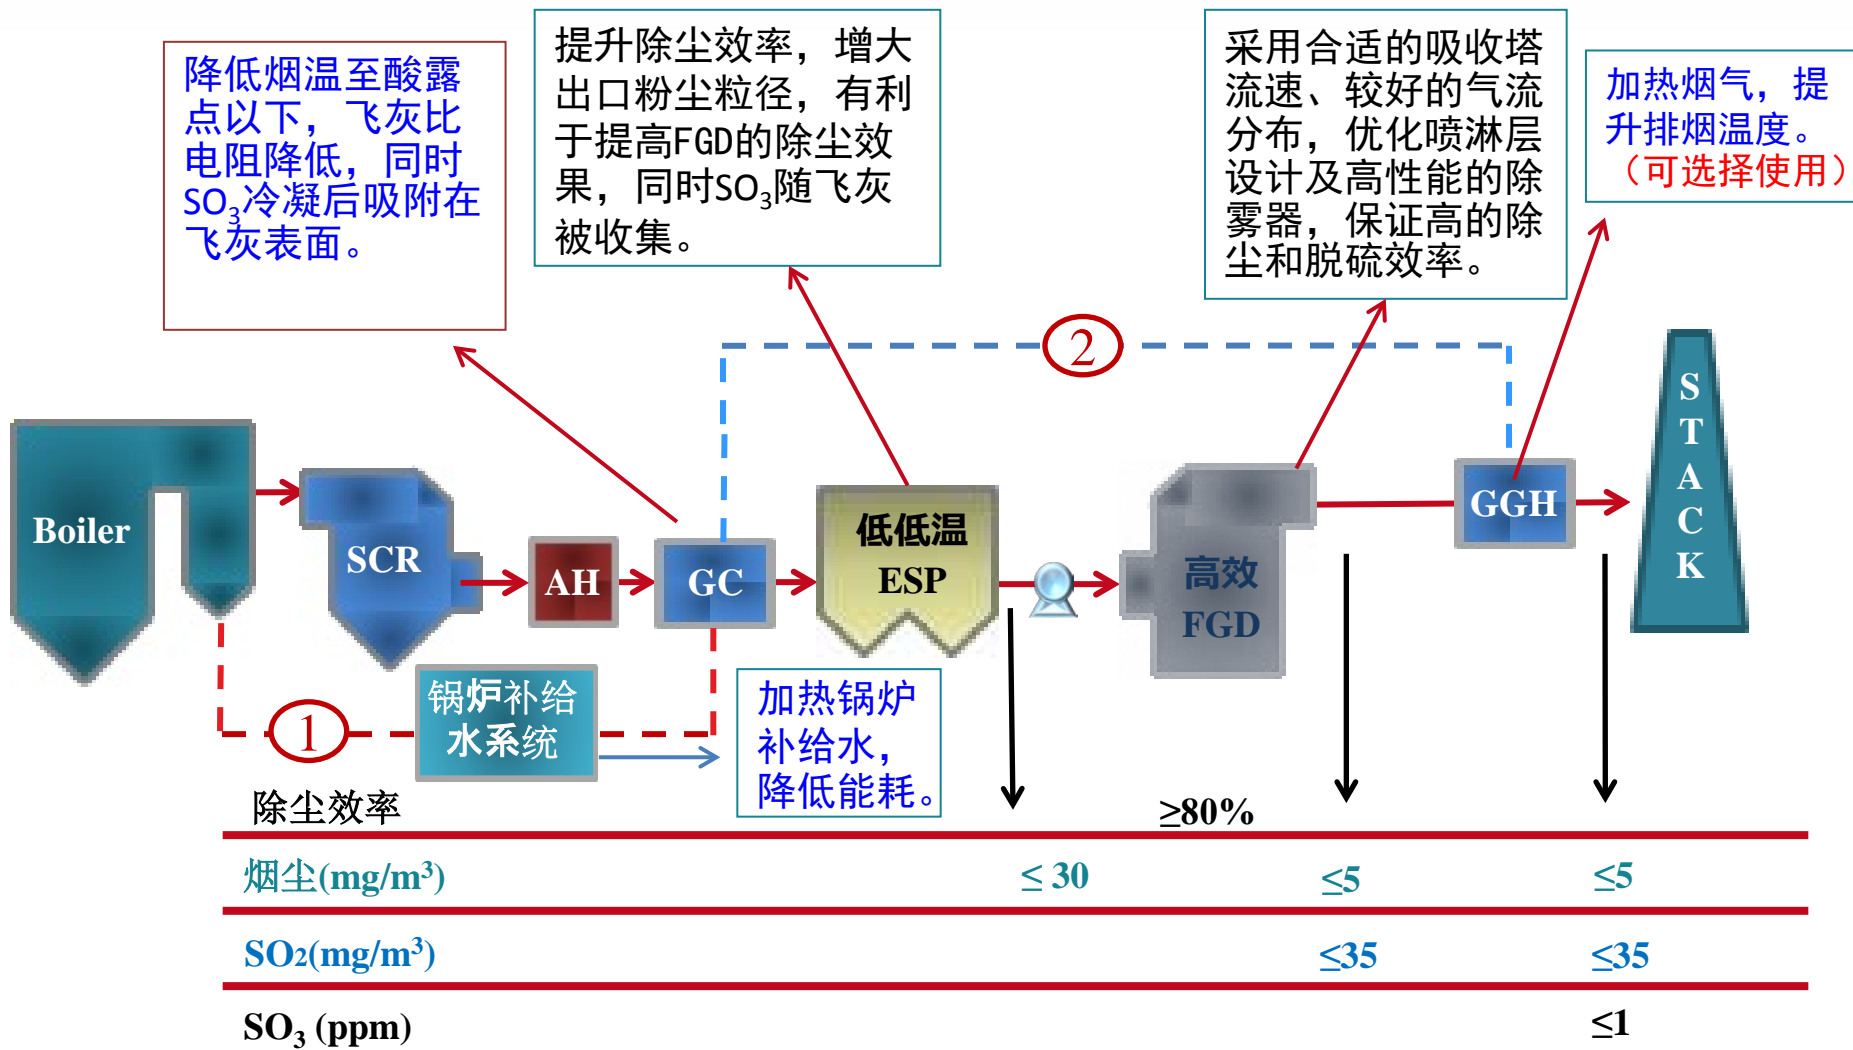 降低烟温至酸露
点以下，飞灰比
电阻降低，同时
SO₃冷凝后吸附在
飞灰表面。
提升除尘效率，增大
出口粉尘粒径，有利
于提高FGD的除尘效
果，同时SO₃随飞灰
被收集。
采用合适的吸收塔
流速、较好的气流
分布，优化喷淋层
设计及高性能的除
雾器，保证高的除
尘和脱硫效率。
加热烟气，提
升排烟温度。
（可选择使用）
2
Boiler
SCR
AH
GC
低低温
ESP
高效
FGD
GGH
S
T
A
C
K
1
锅炉补给
水系统
加热锅炉
补给水，
降低能耗。
除尘效率 ≥80%
烟尘(mg/m³) ≤ 30 ≤5 ≤5
SO₂(mg/m³) ≤35 ≤35
SO₃ (ppm) ≤1